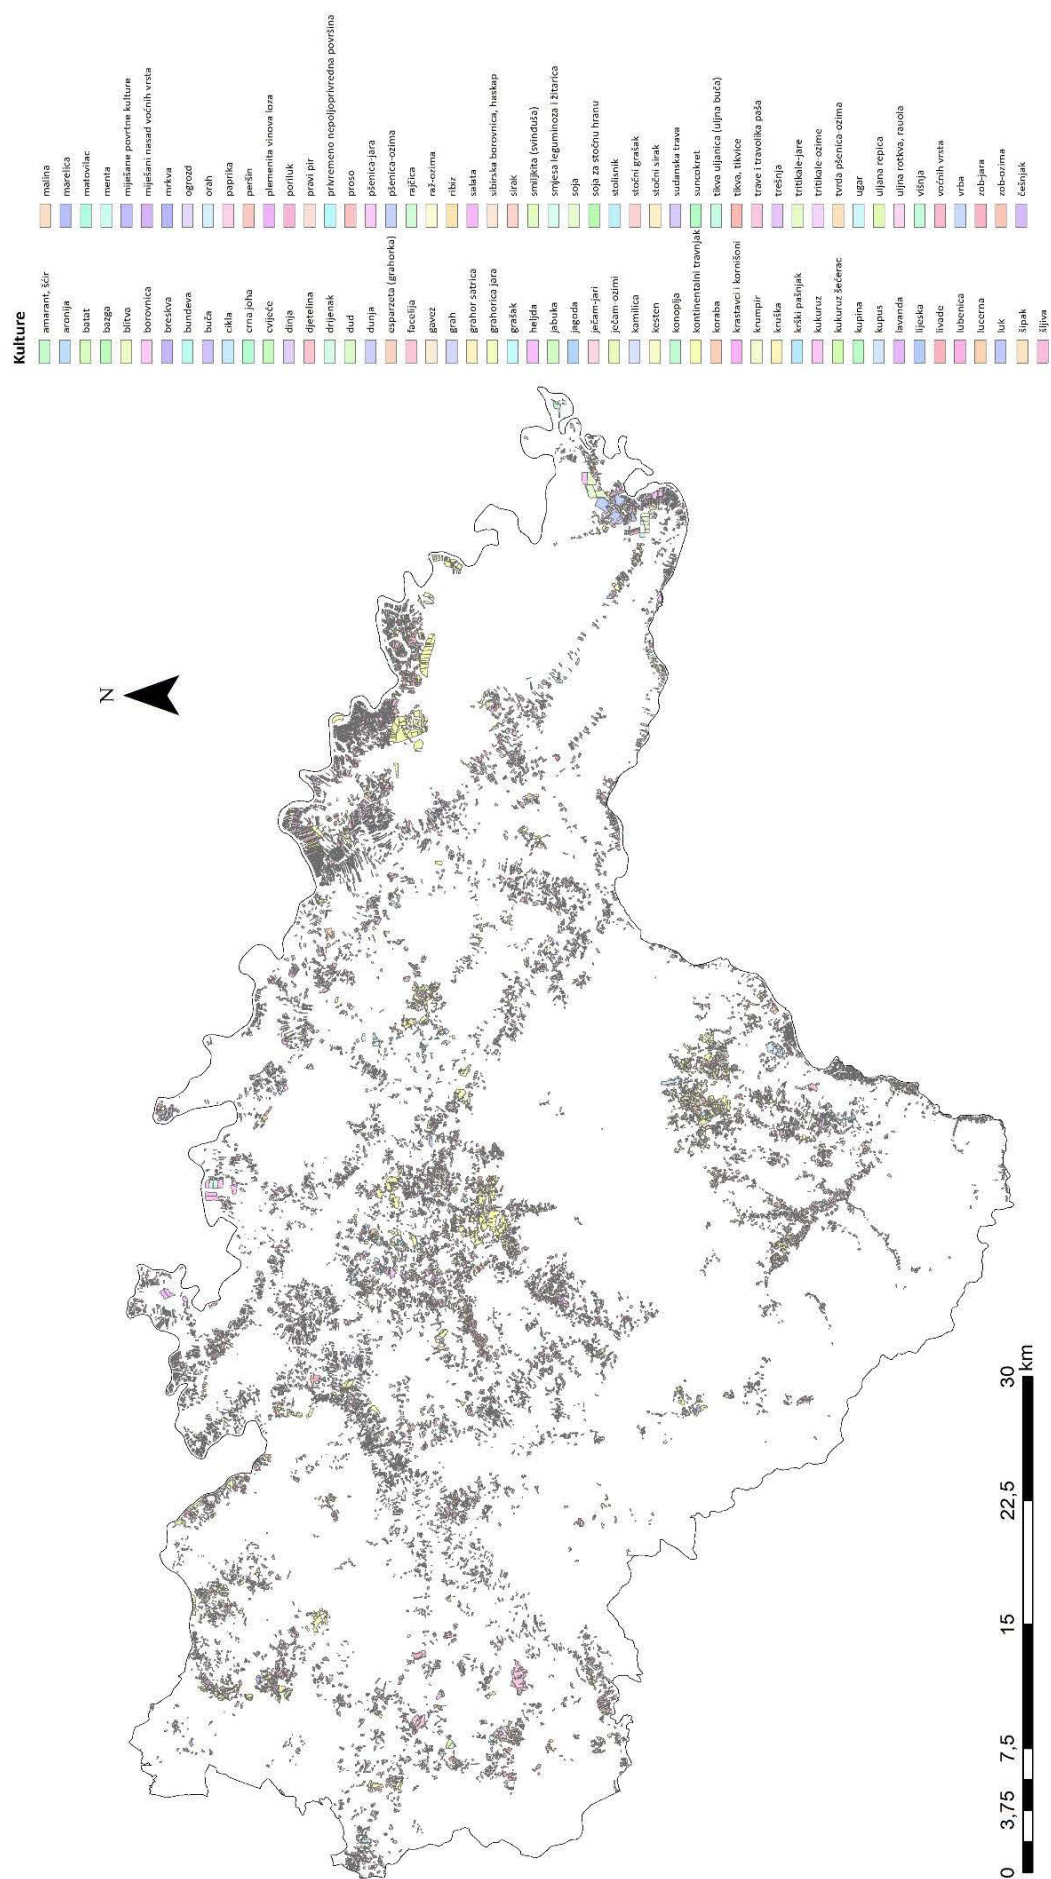 Kulture
amarant, šćir
aronija
batat
bazga
blitva
borovnica
breskva
bundeva
buča
cikla
crna joha
cvijeće
dinja
djetelina
drijenak
dud
dunja
esparzeta (grahorka)
facelija
gavez
grah
grahor satrica
grahorica jara
grašak
heljda
jabuka
jagoda
ječam-jari
ječam-ozimi
kamilica
kesten
konoplja
kontinentalni travnjak
koraba
krastavci i kornišoni
krumpir
kruška
krški pašnjak
kukuruz
kukuruz šećerac
kupina
kupus
lavanda
lijeska
livade
lubenica
lucerna
luk
šipak
šljiva
malina
marelica
matovilac
menta
miješane povrtne kulture
miješani nasad voćnih vrsta
mrkva
ogrozd
orah
paprika
peršin
plemenita vinova loza
poriluk
pravi pir
privremeno nepoljoprivredna površina
proso
pšenica-jara
pšenica-ozima
rajčica
raž-ozima
ribiz
salata
sibirska borovnica, haskap
sirak
smiljkita (svinđuša)
smjesa leguminoza i žitarica
soja
soja za stočnu hranu
stolisnik
stočni grašak
stočni sirak
sudanska trava
suncokret
tikva uljanica (uljna buča)
tikva, tikvice
trave i travolika paša
trešnja
tritikale-jare
tritikale-ozime
tvrda pšenica-ozima
ugar
uljana repica
uljna rotkva, rauola
višnja
voćnih vrsta
vrba
zob-jara
zob-ozima
češnjak
N
0 3,75 7,5 15 22,5 30 km